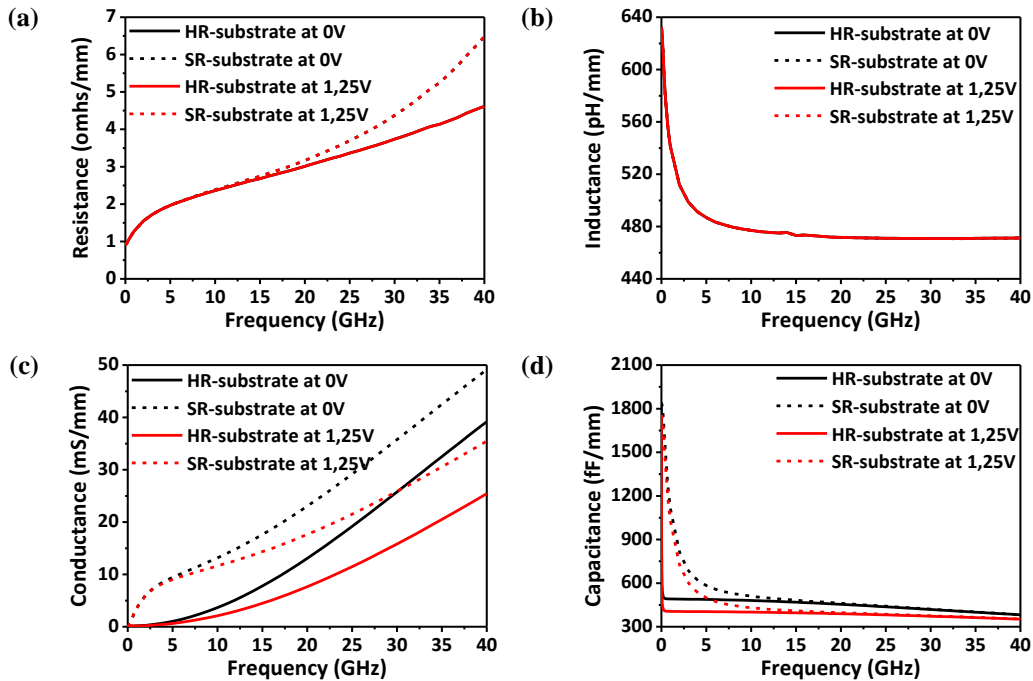 (a)
7
6
5
4
3
2
1
0
Resistance (omhs/mm)
HR-substrate at 0V
SR-substrate at 0V
HR-substrate at 1,25V
SR-substrate at 1,25V
0 5 10 15 20 25 30 35 40
Frequency (GHz)
(b)
640
600
560
520
480
440
Inductance (pH/mm)
HR-substrate at 0V
SR-substrate at 0V
HR-substrate at 1,25V
SR-substrate at 1,25V
0 5 10 15 20 25 30 35 40
Frequency (GHz)
(c)
50
40
30
20
10
0
Conductance (mS/mm)
HR-substrate at 0V
SR-substrate at 0V
HR-substrate at 1,25V
SR-substrate at 1,25V
0 5 10 15 20 25 30 35 40
Frequency (GHz)
(d)
2100
1800
1500
1200
900
600
300
Capacitance (fF/mm)
HR-substrate at 0V
SR-substrate at 0V
HR-substrate at 1,25V
SR-substrate at 1,25V
0 5 10 15 20 25 30 35 40
Frequency (GHz)